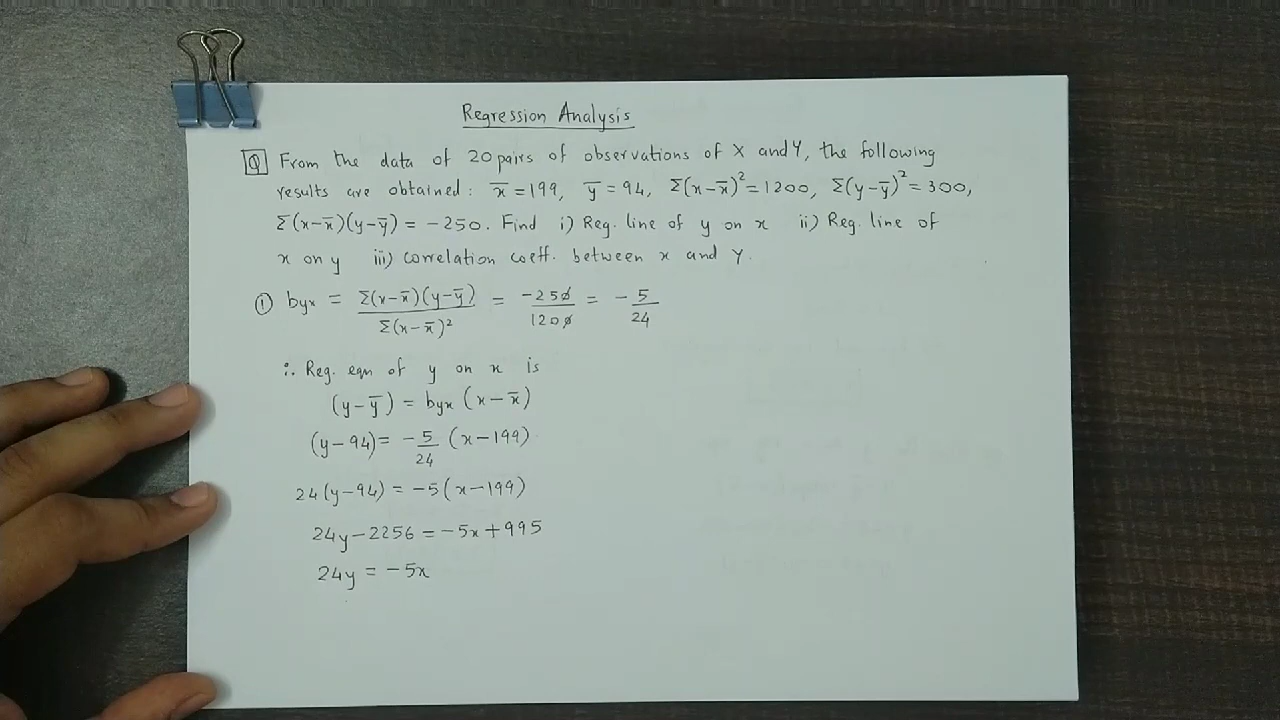 Regression Analysis
Q From the data of 20 pairs of observations of X and Y, the following
results are obtained: x̄ = 199, ȳ = 94, Σ(x-x̄)² = 1200, Σ(y-ȳ)² = 300,
Σ(x-x̄)(y-ȳ) = -250. Find i) Reg. line of y on x ii) Reg. line of
x on y iii) correlation coeff. between x and Y.
① byx = Σ(x-x̄)(y-ȳ) / Σ(x-x̄)² = -250/1200 = -5/24
∴ Reg. eqn of y on x is
(y-ȳ) = byx (x-x̄)
(y-94) = -5/24 (x-199)
24(y-94) = -5(x-199)
24y-2256 = -5x+995
24y = -5x